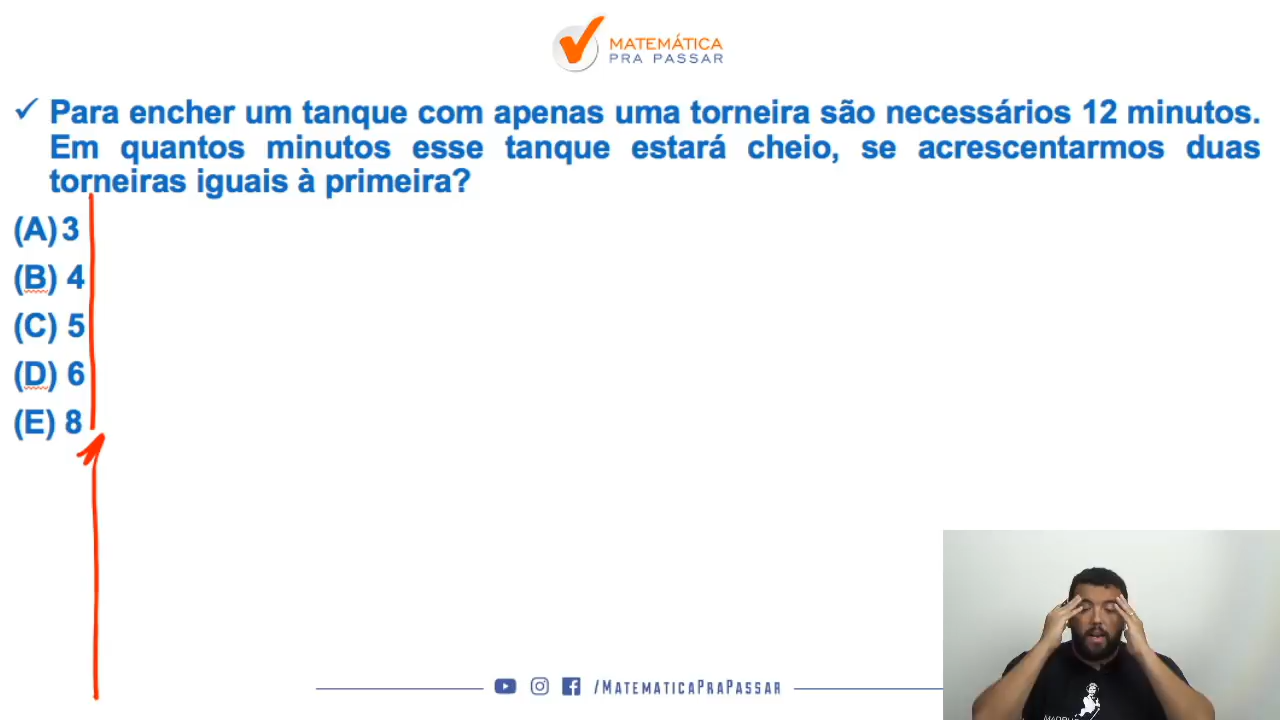 MATEMÁTICA
PRA PASSAR
✓ Para encher um tanque com apenas uma torneira são necessários 12 minutos.
Em quantos minutos esse tanque estará cheio, se acrescentarmos duas
torneiras iguais à primeira?
(A) 3
(B) 4
(C) 5
(D) 6
(E) 8
/MATEMATICAPRAPASSAR